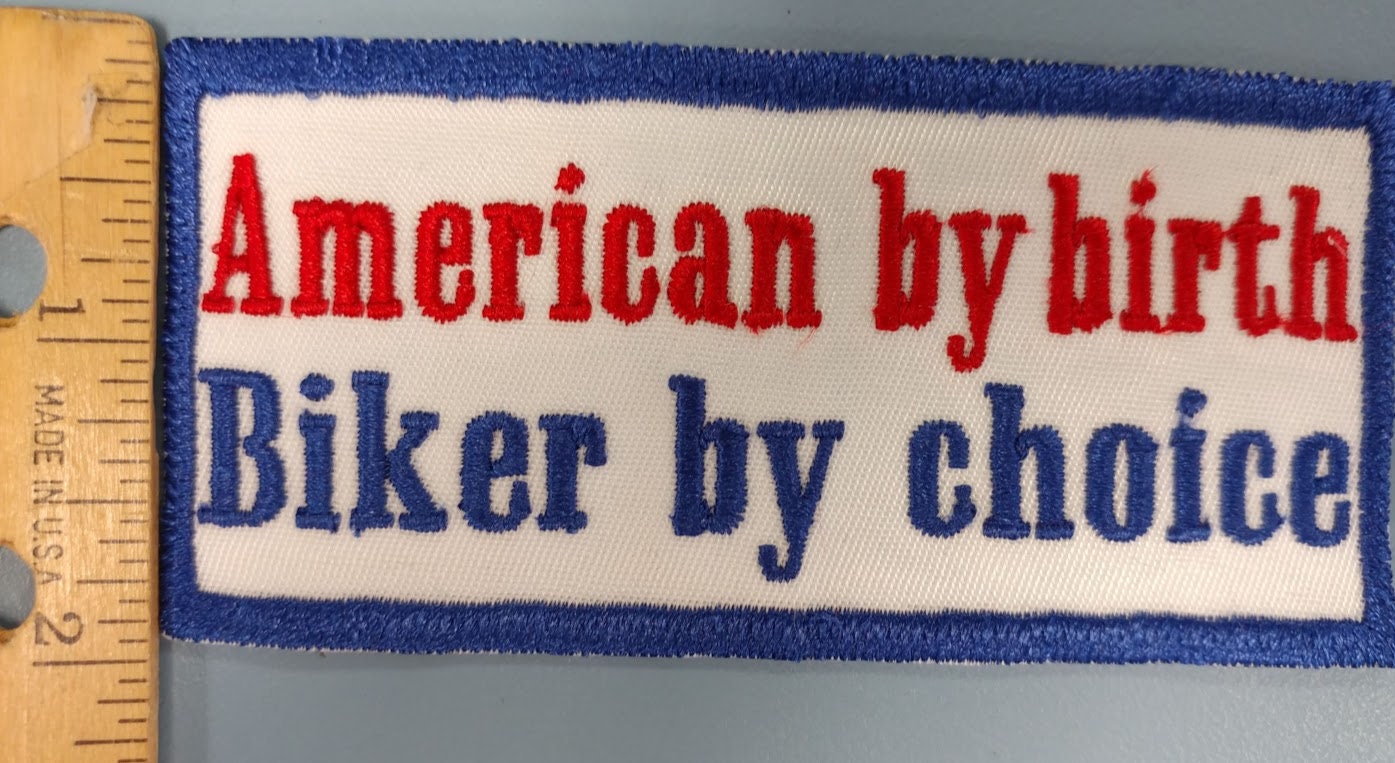 American by birth
Biker by choice
1
MADE IN U.S.A
2